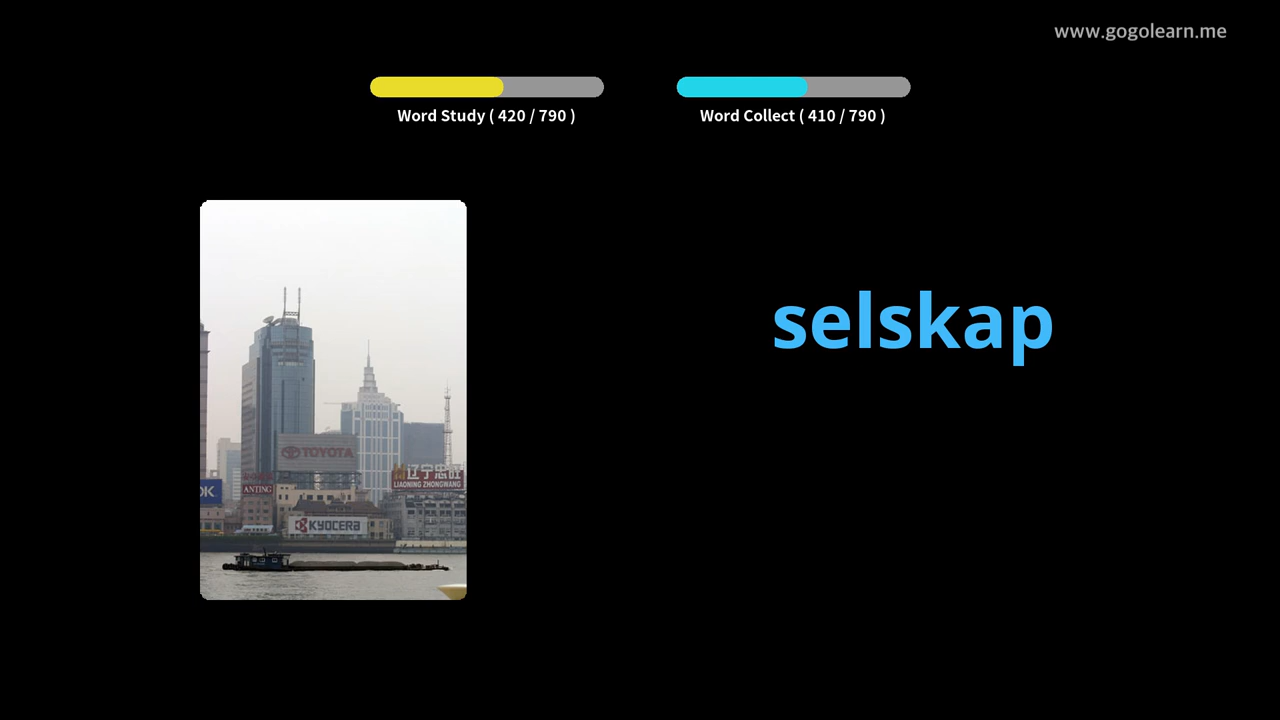 www.gogolearn.me
Word Study ( 420 / 790 )
Word Collect ( 410 / 790 )
selskap
TOYOTA
辽宁忠旺
LIAONING ZHONGWANG
OK
ANTING
KYOCERA